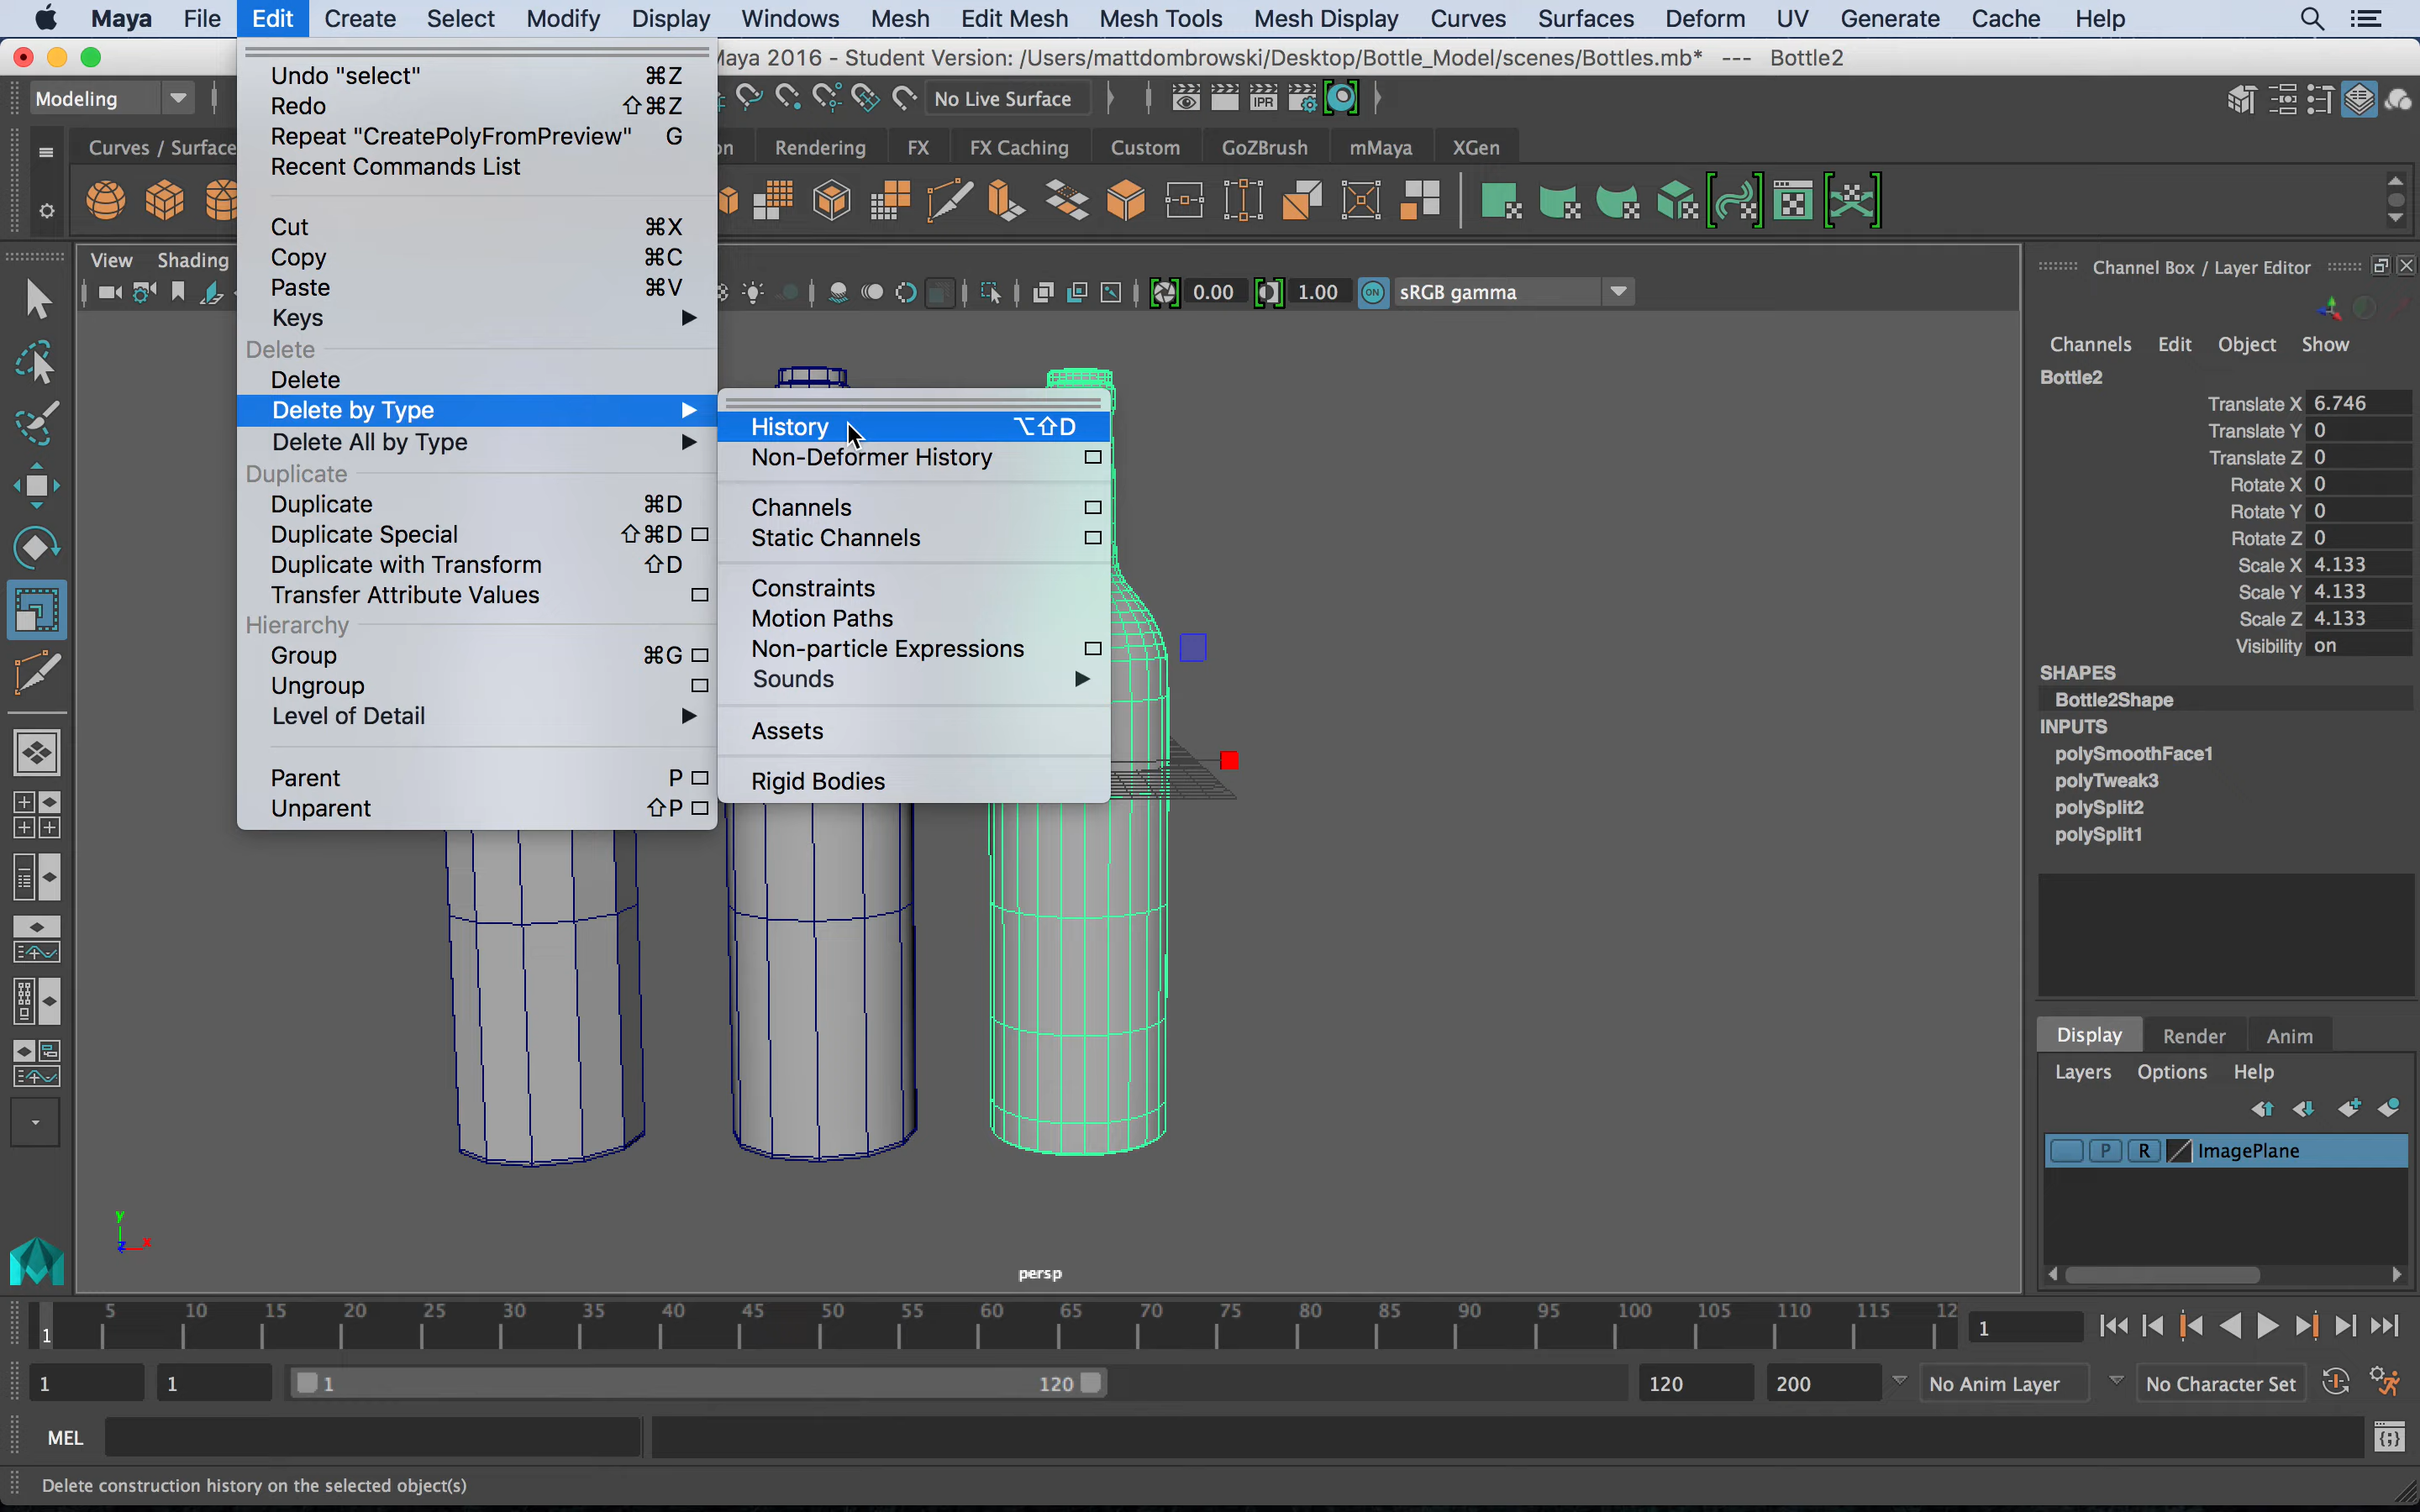 Maya File Edit Create Select Modify Display Windows Mesh Edit Mesh Mesh Tools Mesh Display Curves Surfaces Deform UV Generate Cache Help
Maya 2016 - Student Version: /Users/mattdombrowski/Desktop/Bottle_Model/scenes/Bottles.mb* --- Bottle2
Modeling
No Live Surface
IPR
Curves / Surface
Rendering FX FX Caching Custom GoZBrush mMaya XGen
View Shading
0.00 1.00 ON sRGB gamma
Undo "select" ⌘Z
Redo ⇧⌘Z
Repeat "CreatePolyFromPreview" G
Recent Commands List
Cut ⌘X
Copy ⌘C
Paste ⌘V
Keys
Delete
Delete
Delete by Type
Delete All by Type
Duplicate
Duplicate ⌘D
Duplicate Special ⇧⌘D
Duplicate with Transform ⇧D
Transfer Attribute Values
Hierarchy
Group ⌘G
Ungroup
Level of Detail
Parent P
Unparent ⇧P
History ⌥⇧D
Non-Deformer History
Channels
Static Channels
Constraints
Motion Paths
Non-particle Expressions
Sounds
Assets
Rigid Bodies
Channel Box / Layer Editor
Channels Edit Object Show
Bottle2
Translate X 6.746
Translate Y 0
Translate Z 0
Rotate X 0
Rotate Y 0
Rotate Z 0
Scale X 4.133
Scale Y 4.133
Scale Z 4.133
Visibility on
SHAPES
Bottle2Shape
INPUTS
polySmoothFace1
polyTweak3
polySplit2
polySplit1
Display Render Anim
Layers Options Help
P R ImagePlane
y
z x
persp
5 10 15 20 25 30 35 40 45 50 55 60 65 70 75 80 85 90 95 100 105 110 115 12
1
1
1 1 1 120 120 200 No Anim Layer No Character Set
MEL
Delete construction history on the selected object(s)